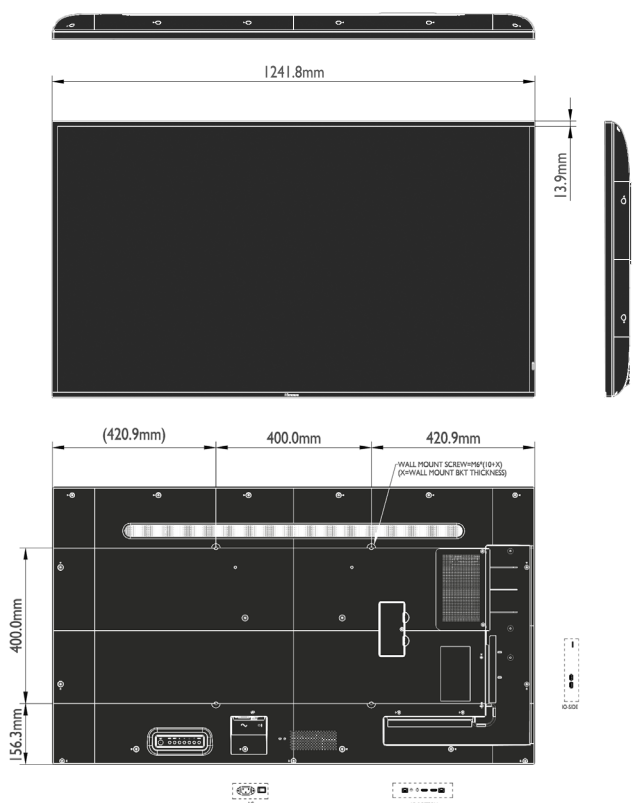 1241.8mm
13.9mm
(420.9mm)
400.0mm
420.9mm
WALL MOUNT SCREW=M6*(10+X)
(X=WALL MOUNT BKT THICKNESS)
400.0mm
156.3mm
IO-SIDE